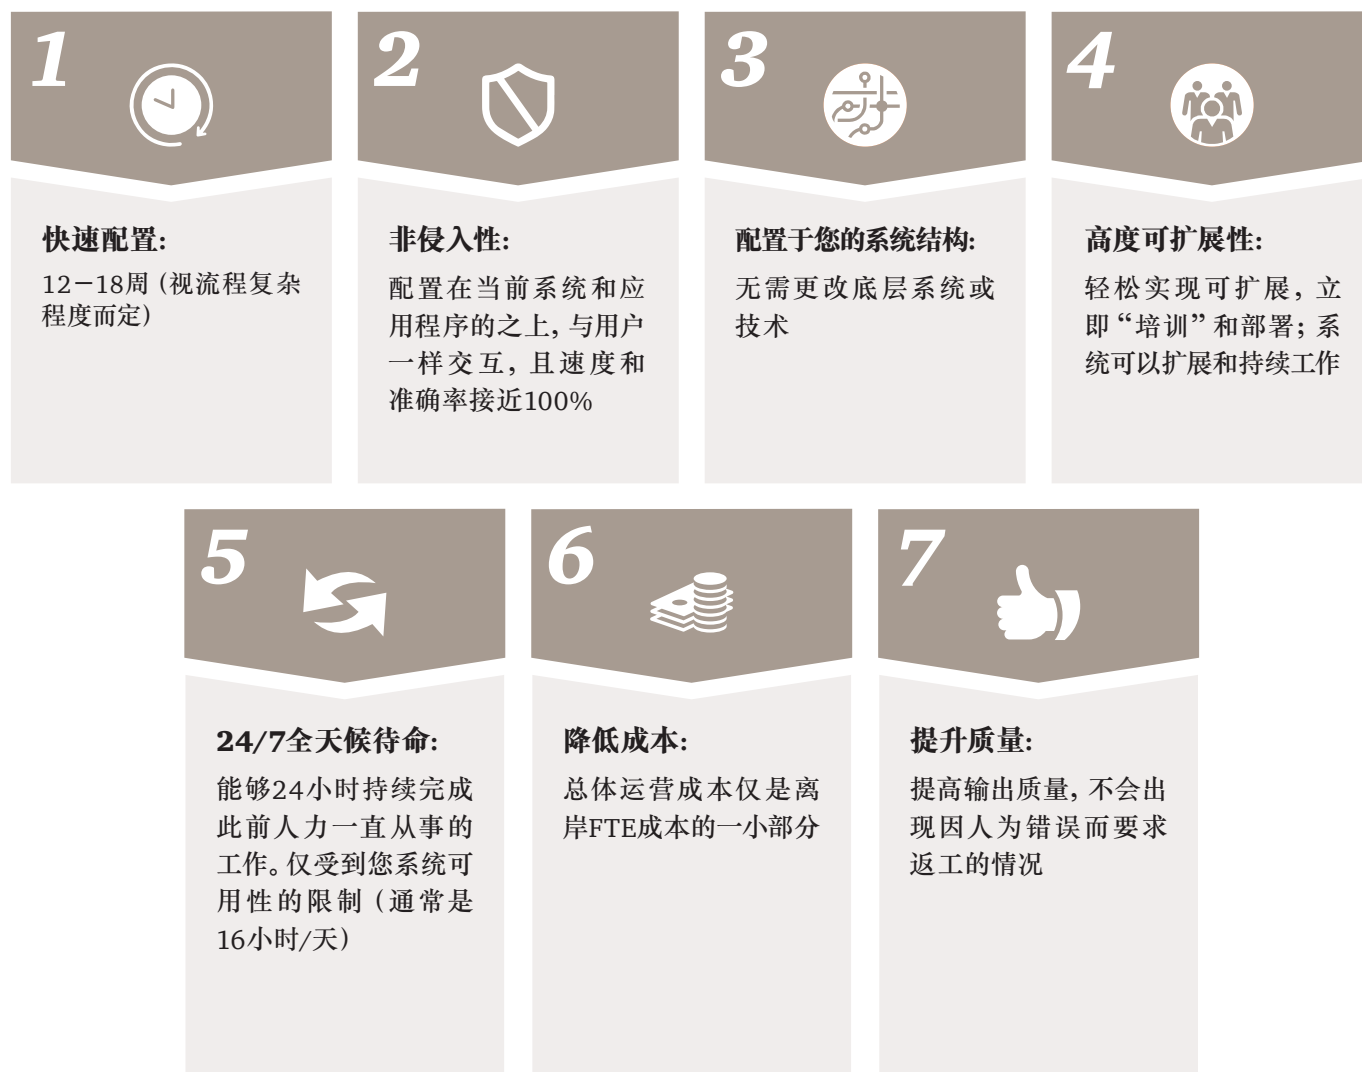 1
快速配置:
12－18周（视流程复杂
程度而定）
2
非侵入性:
配置在当前系统和应
用程序的之上，与用户
一样交互，且速度和
准确率接近100%
3
配置于您的系统结构:
无需更改底层系统或
技术
4
高度可扩展性:
轻松实现可扩展，立
即“培训”和部署；系
统可以扩展和持续工作
5
24/7全天候待命:
能够24小时持续完成
此前人力一直从事的
工作。仅受到您系统可
用性的限制（通常是
16小时/天）
6
降低成本:
总体运营成本仅是离
岸FTE成本的一小部分
7
提升质量:
提高输出质量，不会出
现因人为错误而要求
返工的情况